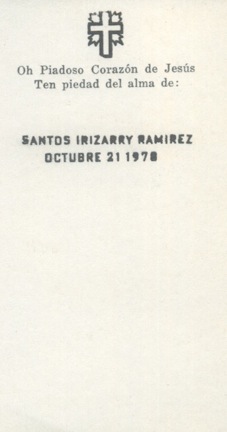 Oh Piadoso Corazón de Jesús
Ten piedad del alma de:
SANTOS IRIZARRY RAMIREZ
OCTUBRE 21 1978